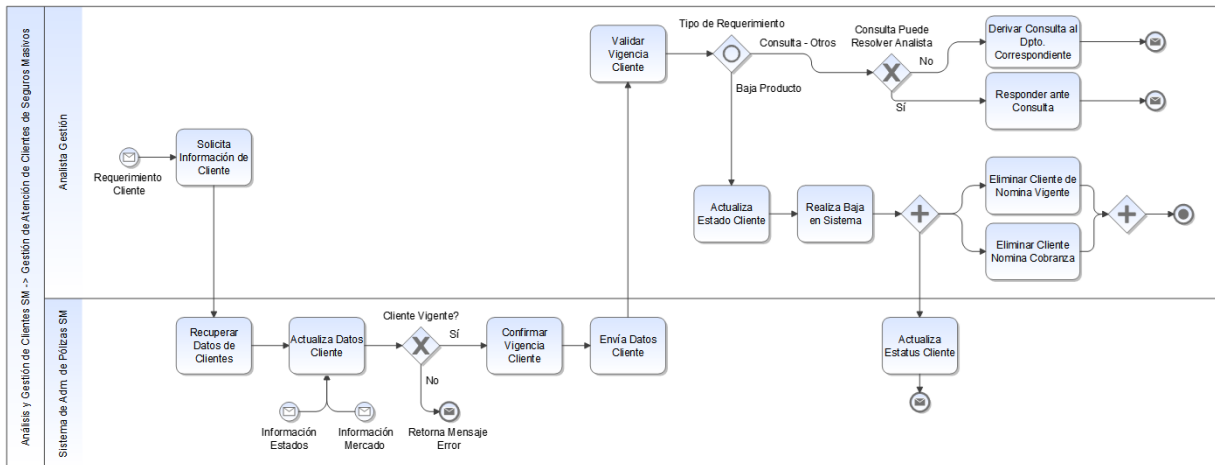 Análisis y Gestión de Clientes SM -> Gestión de Atención de Clientes de Seguros Masivos
Analista Gestión
Requerimiento
Cliente
Solicita
Información de
Cliente
Validar
Vigencia
Cliente
Tipo de Requerimiento
Consulta - Otros
Baja Producto
Consulta Puede
Resolver Analista
No
Sí
Derivar Consulta al
Dpto.
Correspondiente
Responder ante
Consulta
Actualiza
Estado Cliente
Realiza Baja
en Sistema
Eliminar Cliente de
Nomina Vigente
Eliminar Cliente
Nomina Cobranza
Sistema de Adm. de Pólizas SM
Recuperar
Datos de
Clientes
Actualiza Datos
Cliente
Información
Estados
Información
Mercado
Cliente Vigente?
Sí
No
Retorna Mensaje
Error
Confirmar
Vigencia
Cliente
Envía Datos
Cliente
Actualiza
Estatus Cliente